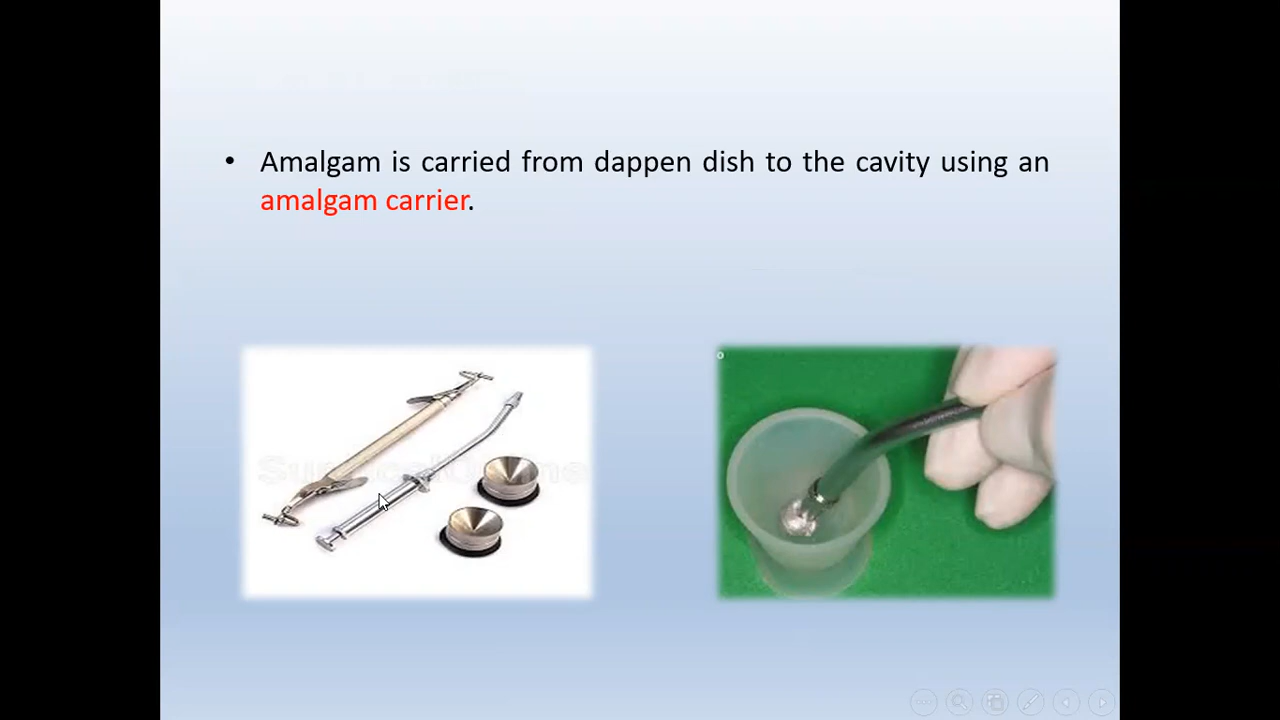 • Amalgam is carried from dappen dish to the cavity using an
amalgam carrier.